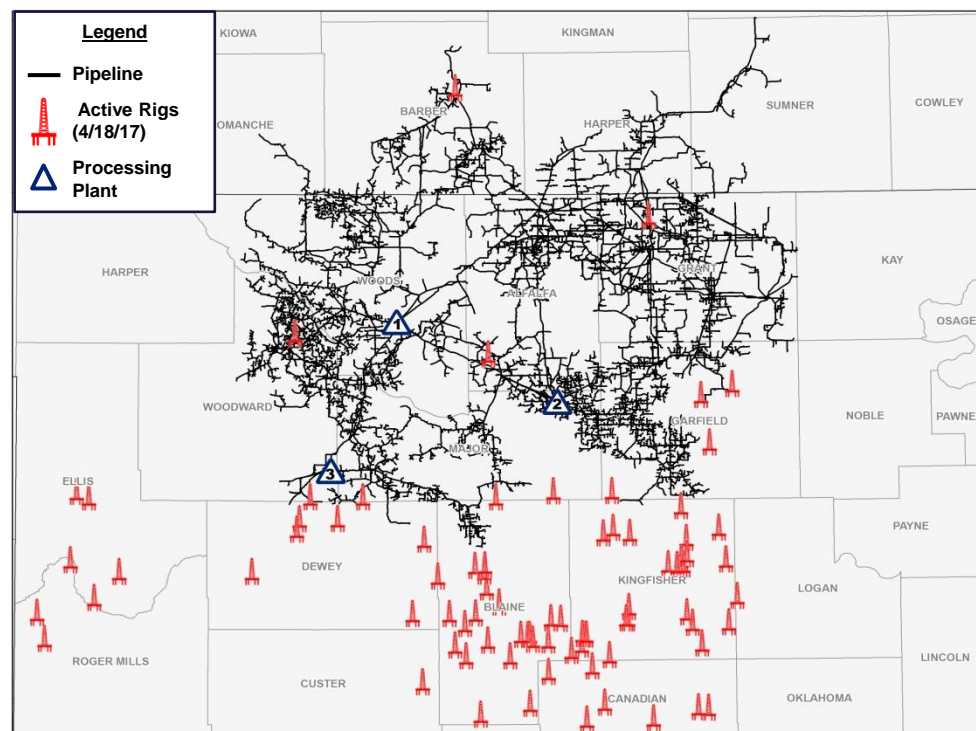 Legend
Pipeline
Active Rigs
(4/18/17)
Processing
Plant
KIOWA
KINGMAN
BARBER
HARPER
SUMNER
COWLEY
OMANCHE
HARPER
WOODS
ALFALFA
GRANT
KAY
OSAGE
1
WOODWARD
2
MAJOR
GARFIELD
NOBLE
PAWNE
3
ELLIS
DEWEY
BLAINE
KINGFISHER
LOGAN
PAYNE
ROGER MILLS
CUSTER
CANADIAN
OKLAHOMA
LINCOLN